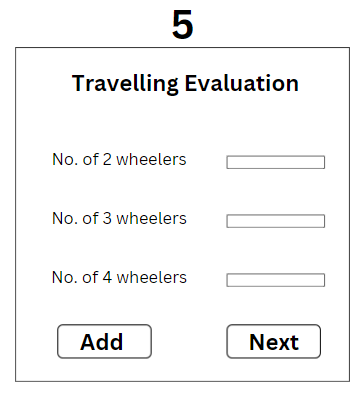 5
Travelling Evaluation
No. of 2 wheelers
No. of 3 wheelers
No. of 4 wheelers
Add Next